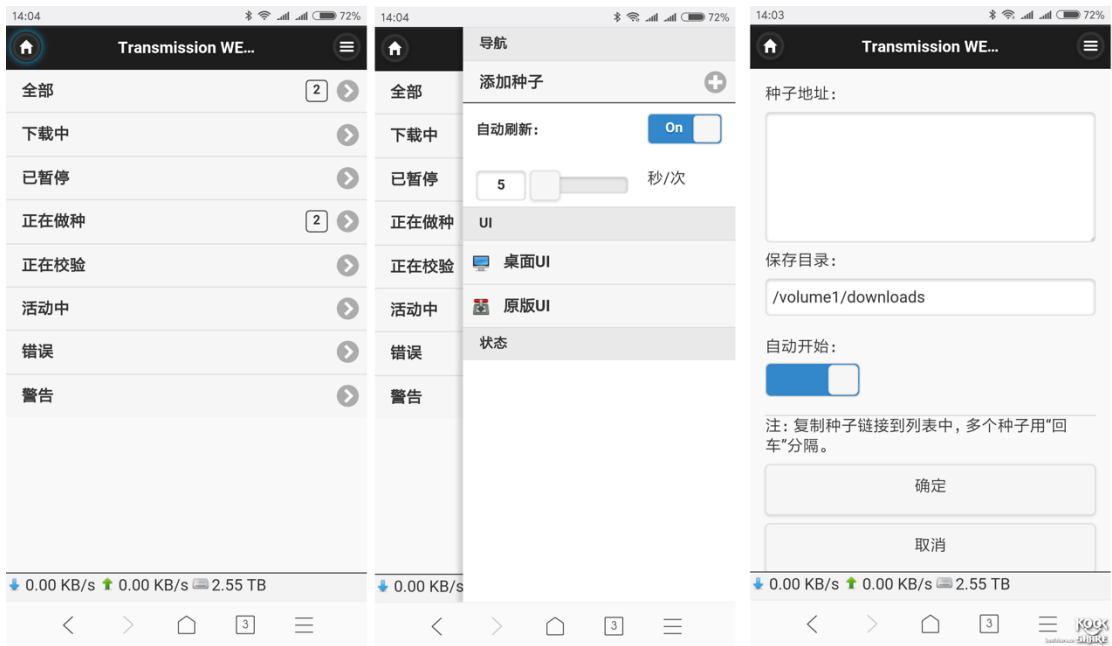 14:04
72%
Transmission WE...
全部
2
下载中
已暂停
正在做种
2
正在校验
活动中
错误
警告
0.00 KB/s 0.00 KB/s 2.55 TB
3
14:04
72%
全部
下载中
已暂停
正在做种
正在校验
活动中
错误
警告
0.00 KB/s
导航
添加种子
自动刷新：
On
5
秒/次
UI
桌面UI
原版UI
状态
3
14:03
72%
Transmission WE...
种子地址：
保存目录：
/volume1/downloads
自动开始：
注：复制种子链接到列表中，多个种子用“回
车”分隔。
确定
取消
0.00 KB/s 0.00 KB/s 2.55 TB
3
KOCK
SHARE